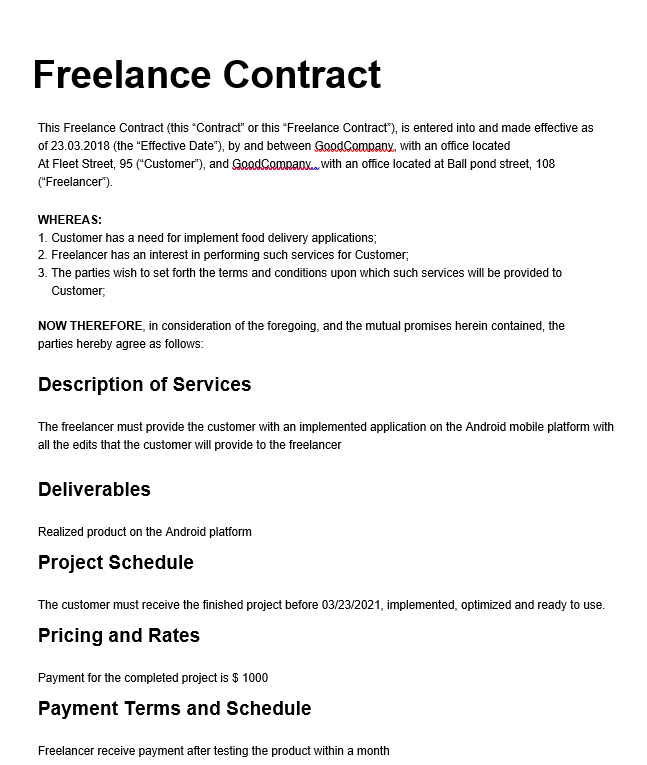 Freelance Contract
This Freelance Contract (this “Contract” or this “Freelance Contract”), is entered into and made effective as
of 23.03.2018 (the “Effective Date”), by and between GoodCompany, with an office located
At Fleet Street, 95 (“Customer”), and GoodCompany, , with an office located at Ball pond street, 108
(“Freelancer”).
WHEREAS:
1. Customer has a need for implement food delivery applications;
2. Freelancer has an interest in performing such services for Customer;
3. The parties wish to set forth the terms and conditions upon which such services will be provided to
Customer;
NOW THEREFORE, in consideration of the foregoing, and the mutual promises herein contained, the
parties hereby agree as follows:
Description of Services
The freelancer must provide the customer with an implemented application on the Android mobile platform with
all the edits that the customer will provide to the freelancer
Deliverables
Realized product on the Android platform
Project Schedule
The customer must receive the finished project before 03/23/2021, implemented, optimized and ready to use.
Pricing and Rates
Payment for the completed project is $ 1000
Payment Terms and Schedule
Freelancer receive payment after testing the product within a month